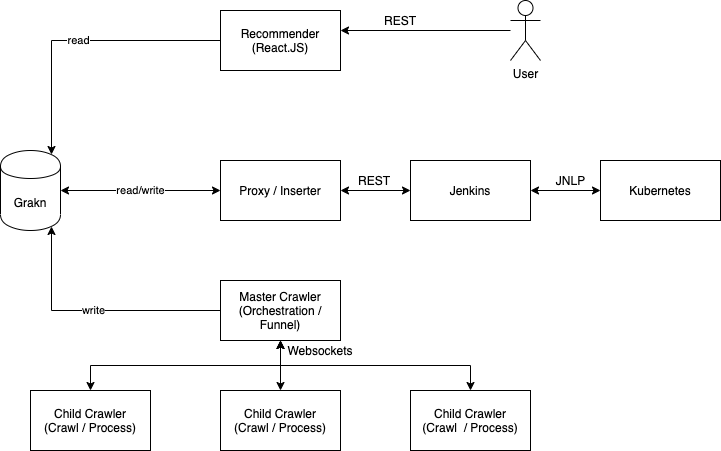 REST
Recommender
(React.JS)
read
User
Grakn
read/write
Proxy / Inserter
REST
Jenkins
JNLP
Kubernetes
Master Crawler
(Orchestration /
Funnel)
write
Websockets
Child Crawler
(Crawl / Process)
Child Crawler
(Crawl / Process)
Child Crawler
(Crawl  / Process)